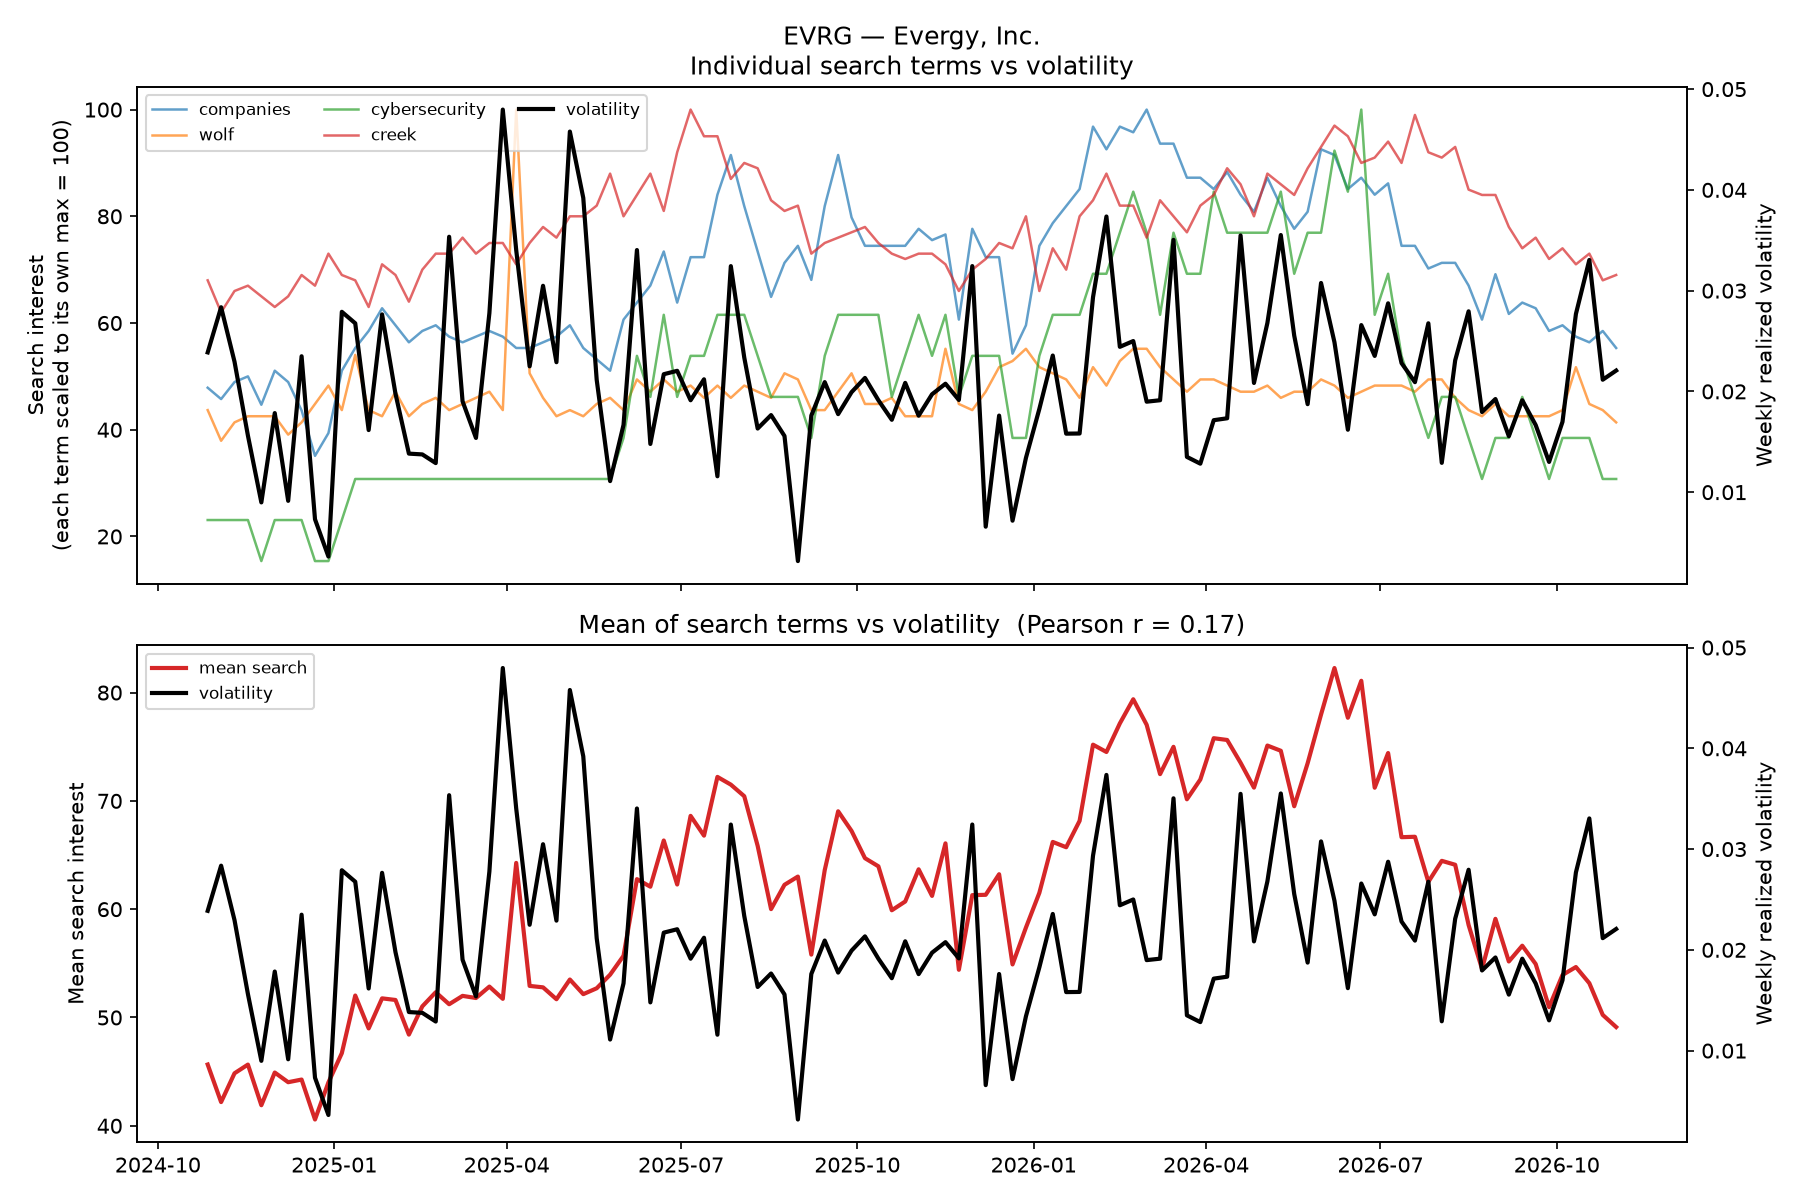 EVRG — Evergy, Inc.
Individual search terms vs volatility
companies
wolf
cybersecurity
creek
volatility
Search interest
(each term scaled to its own max = 100)
100
80
60
40
20
0.05
0.04
0.03
0.02
0.01
Weekly realized volatility
Mean of search terms vs volatility (Pearson r = 0.17)
mean search
volatility
Mean search interest
80
70
60
50
40
0.05
0.04
0.03
0.02
0.01
Weekly realized volatility
2024-10 2025-01 2025-04 2025-07 2025-10 2026-01 2026-04 2026-07 2026-10